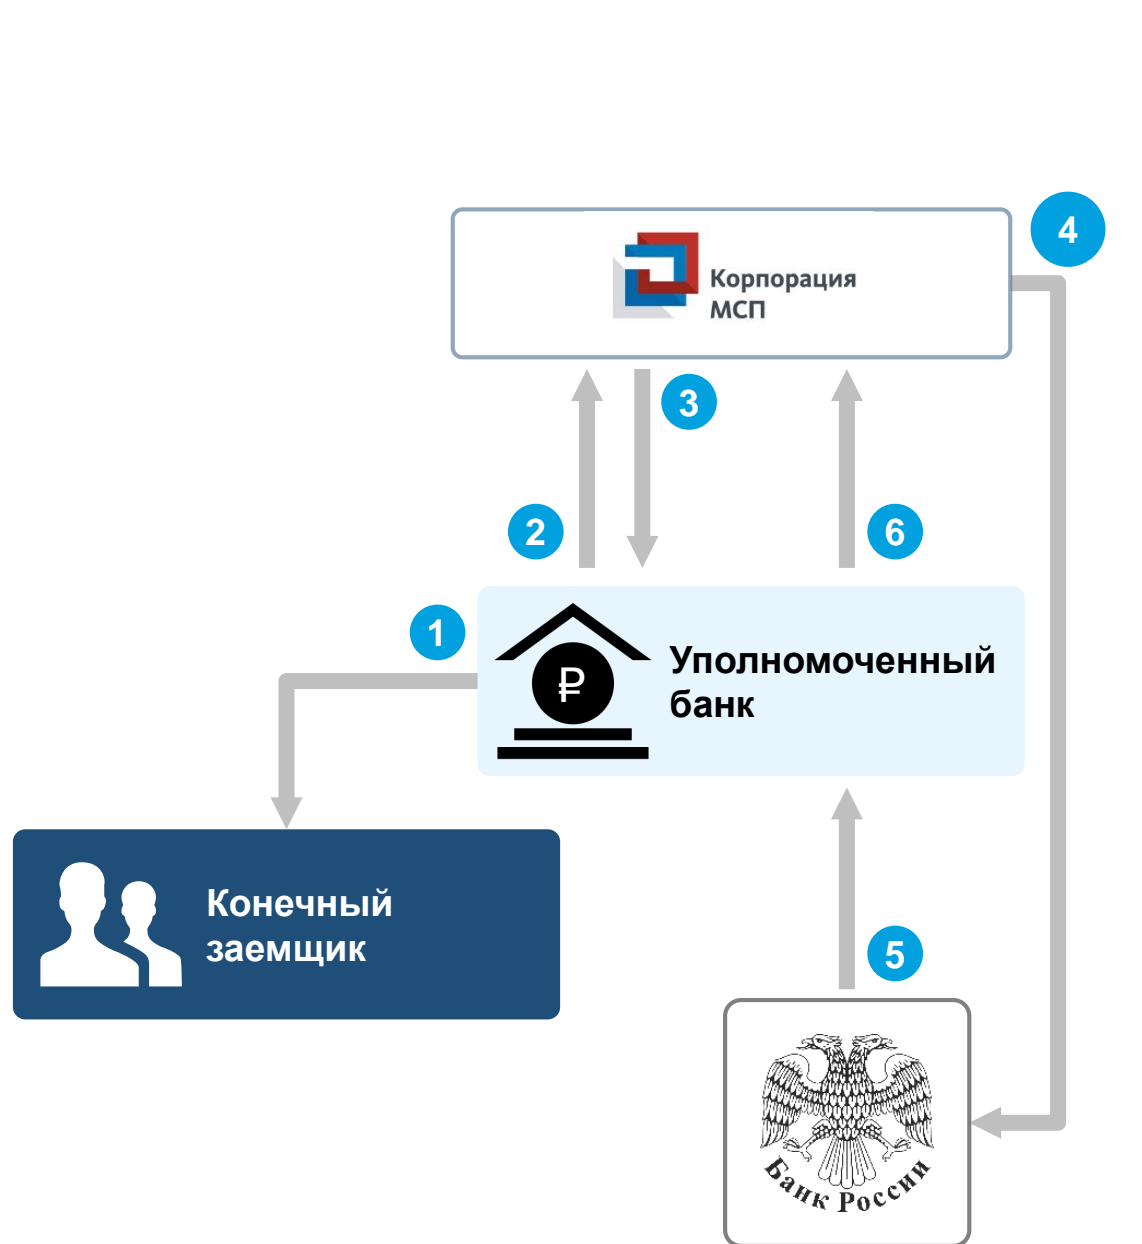 4
Корпорация
МСП
3
2
6
1
₽
Уполномоченный
банк
Конечный
заемщик
5
Банк России